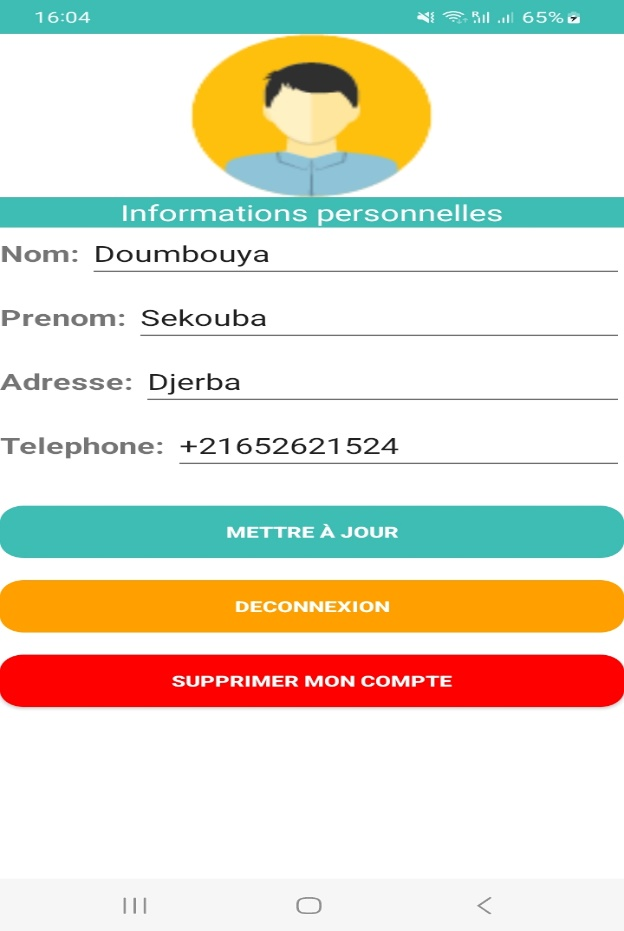 16:04 65%
Informations personnelles
Nom: Doumbouya
Prenom: Sekouba
Adresse: Djerba
Telephone: +21652621524
METTRE À JOUR
DECONNEXION
SUPPRIMER MON COMPTE